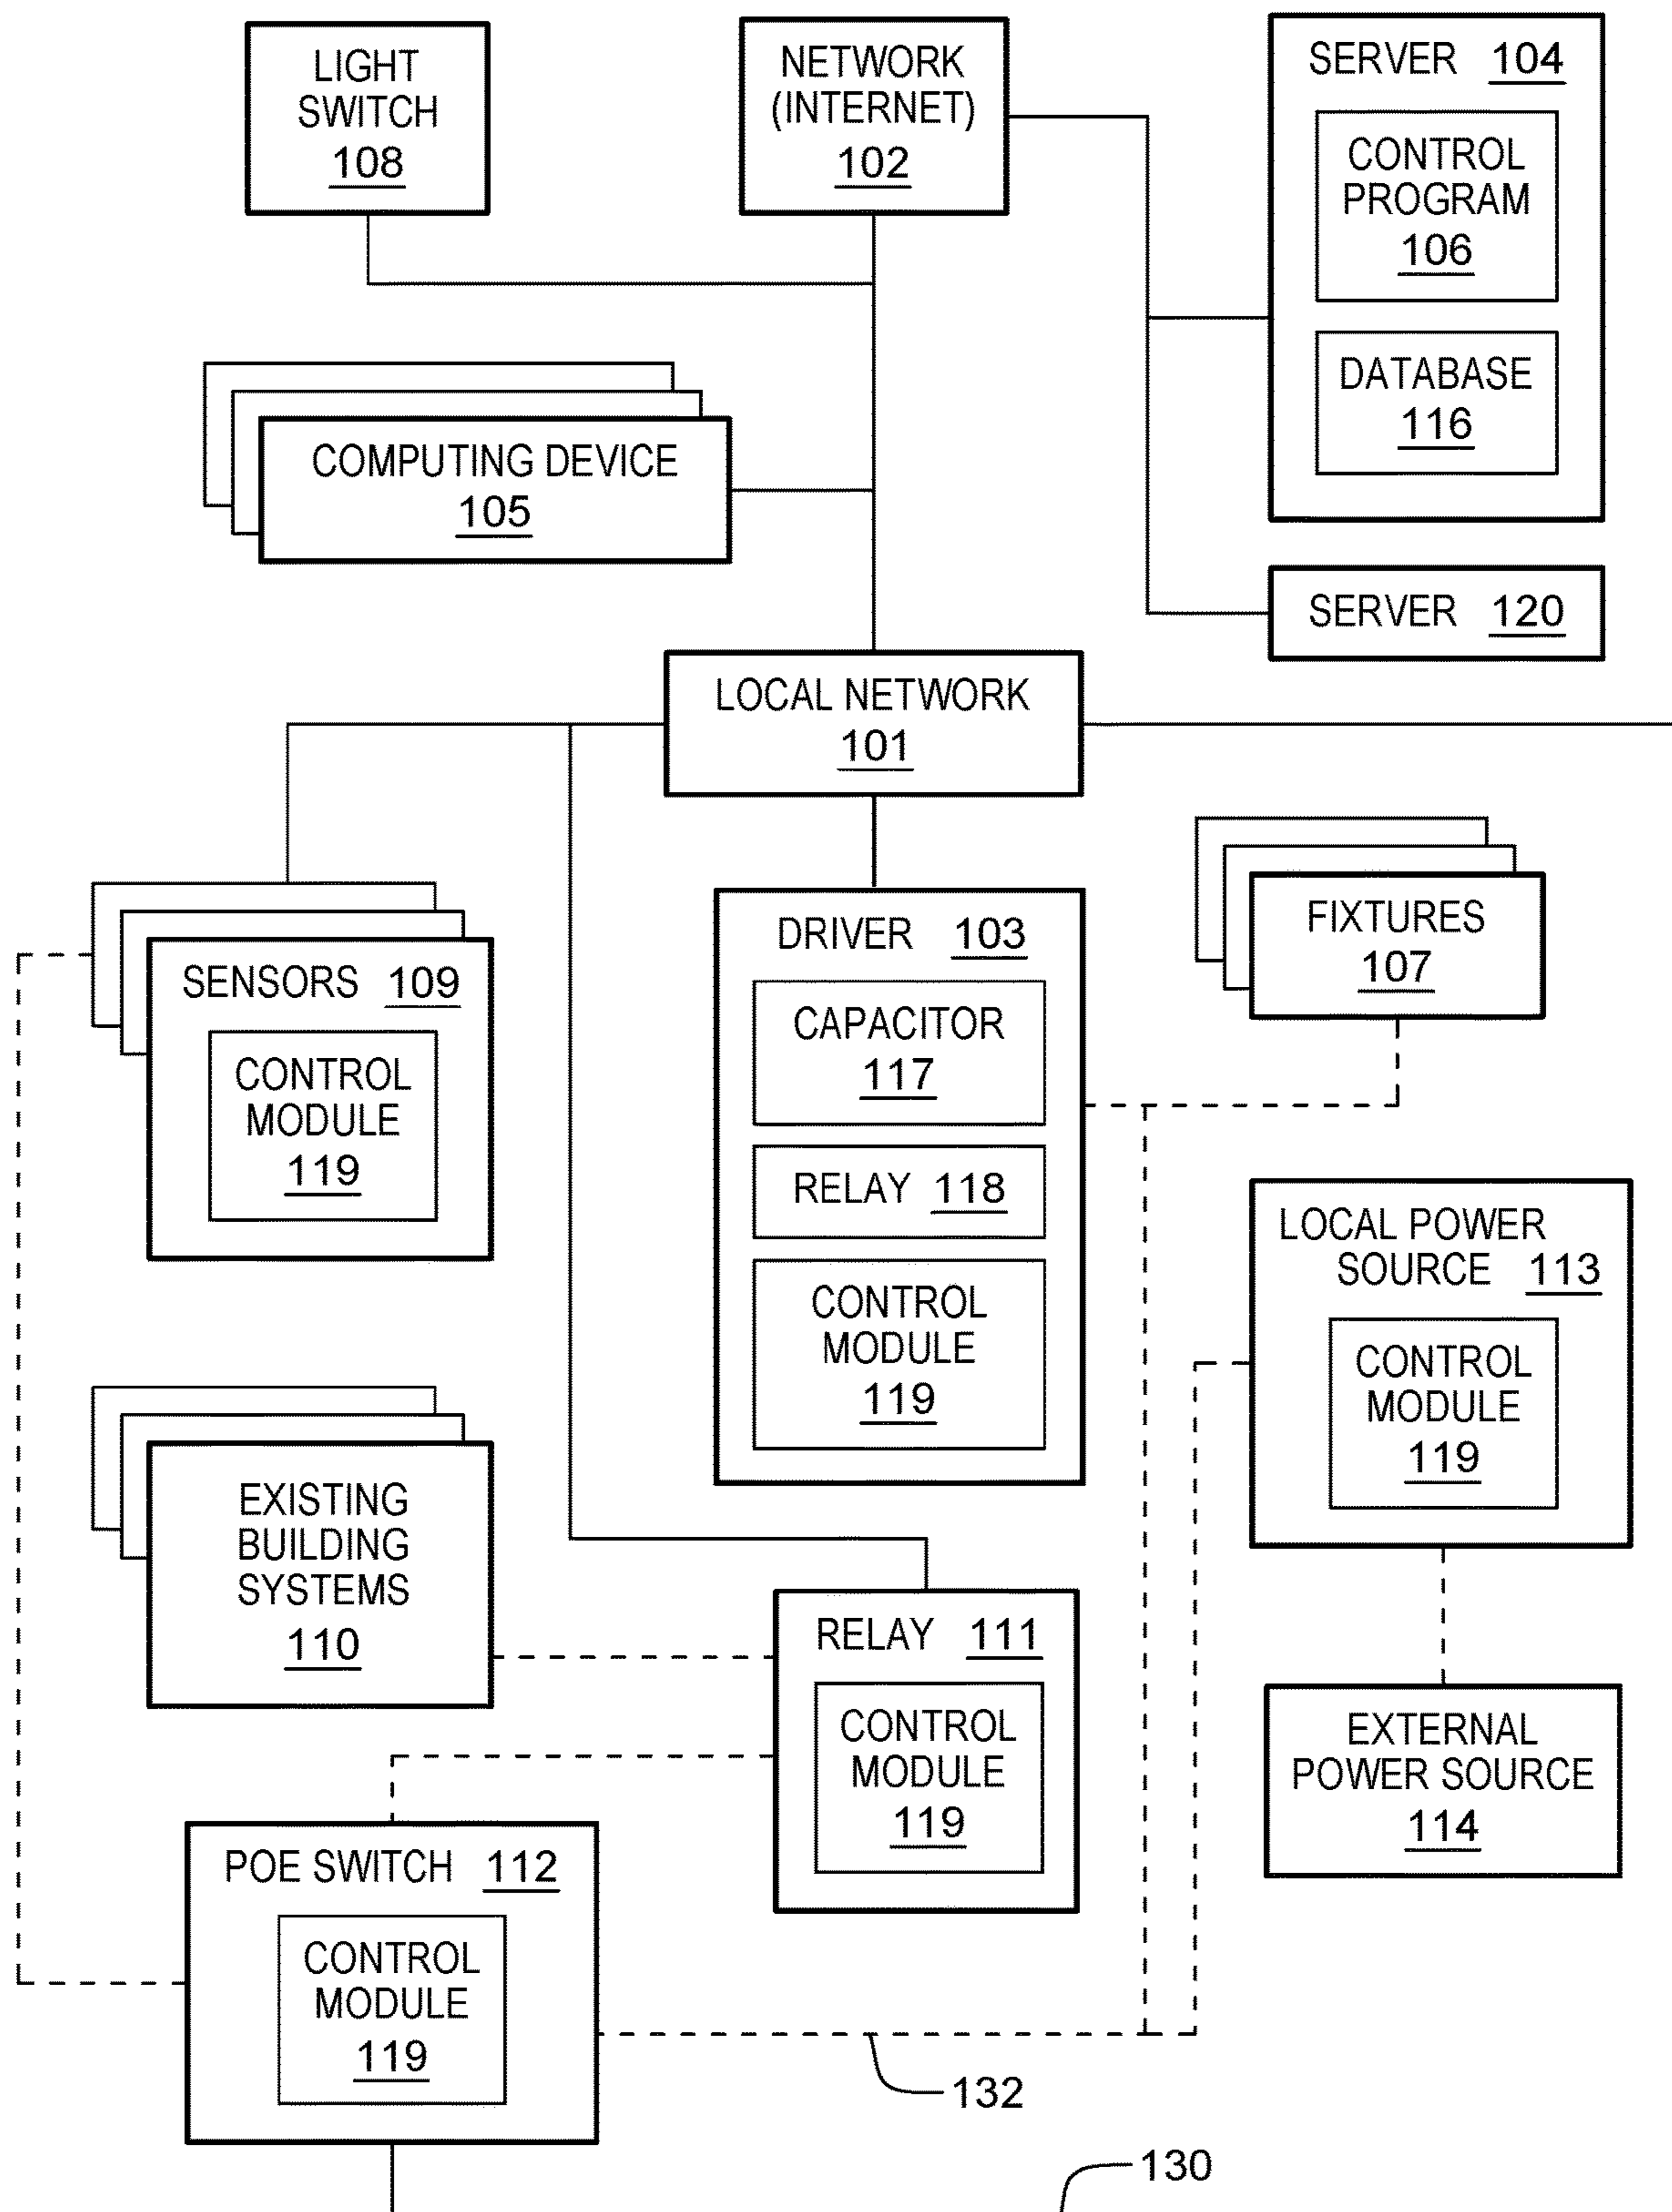 LIGHT
SWITCH
108
NETWORK
(INTERNET)
102
SERVER 104
CONTROL
PROGRAM
106
DATABASE
116
COMPUTING DEVICE
105
SERVER 120
LOCAL NETWORK
101
SENSORS 109
CONTROL
MODULE
119
DRIVER 103
CAPACITOR
117
RELAY 118
CONTROL
MODULE
119
FIXTURES
107
LOCAL POWER
SOURCE 113
CONTROL
MODULE
119
EXISTING
BUILDING
SYSTEMS
110
RELAY 111
CONTROL
MODULE
119
EXTERNAL
POWER SOURCE
114
POE SWITCH 112
CONTROL
MODULE
119
132
130